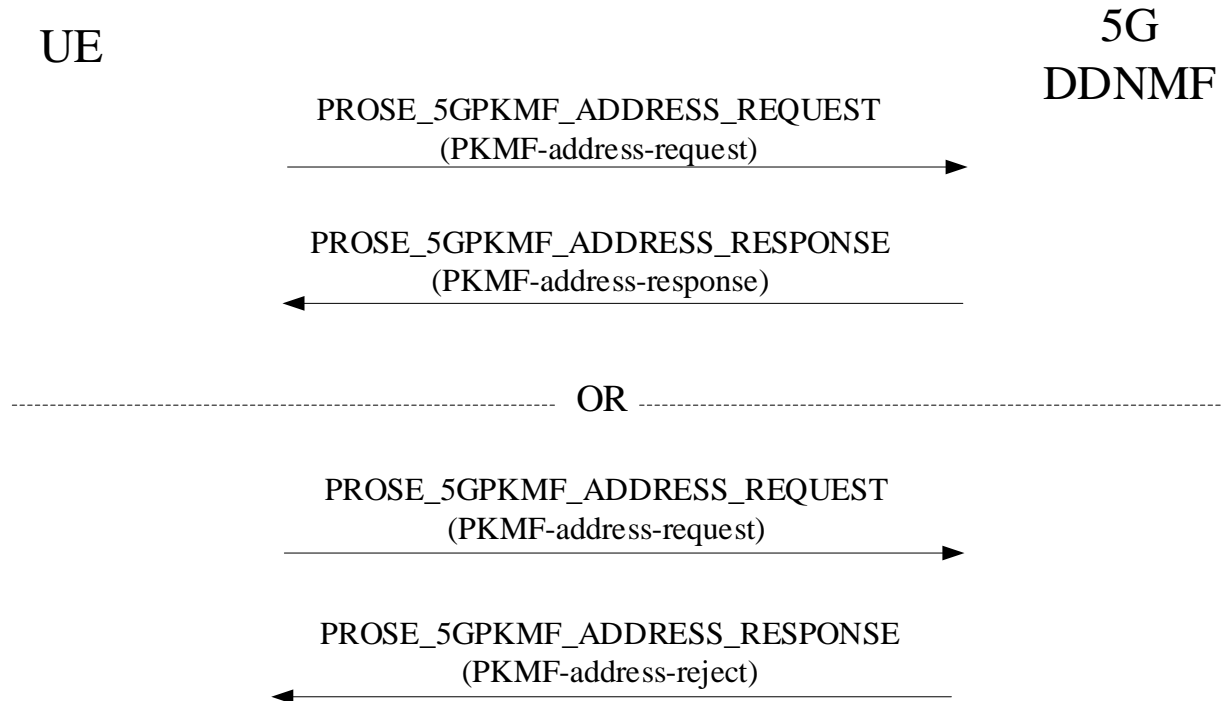 UE
5G
DDNMF
PROSE_5GPKMF_ADDRESS_REQUEST
(PKMF-address-request)
PROSE_5GPKMF_ADDRESS_RESPONSE
(PKMF-address-response)
OR
PROSE_5GPKMF_ADDRESS_REQUEST
(PKMF-address-request)
PROSE_5GPKMF_ADDRESS_RESPONSE
(PKMF-address-reject)